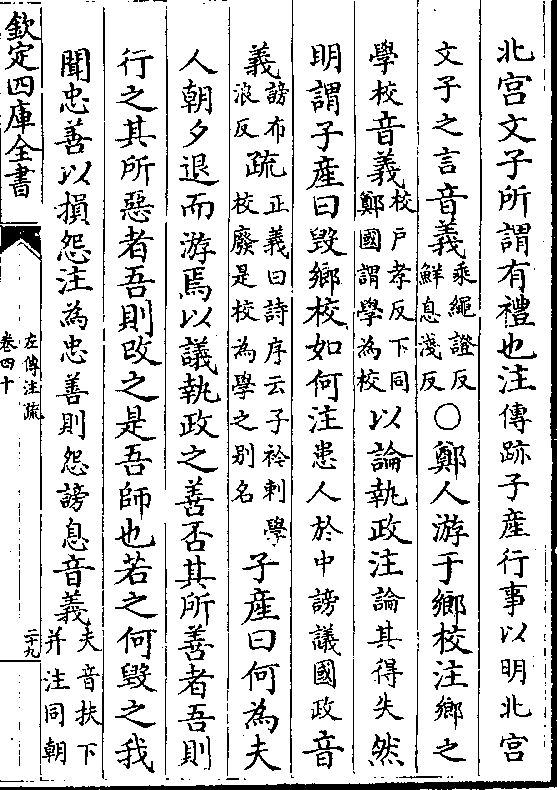 北宫文子所謂有禮也注傳跡子產行事以明北宫
文子之言音義乘繩證反
鮮息淺反○鄭人游于鄉校注鄉之
學校音義校户孝反下同
鄭國謂學為校以論執政注論其得失然
明謂子產曰毀鄉校如何注患人於中謗議國政音
義謗布
浪反疏正義曰詩序云子衿刺學
校廢是校為學之别名子產曰何為夫
人朝夕退而游焉以議執政之善否其所善者吾則
行之其所惡者吾則改之是吾師也若之何毀之我
聞忠善以損怨注為忠善則怨謗息音義夫音扶下
并注同朝
欽定四庫全書
左傳注疏
卷四十
二十九